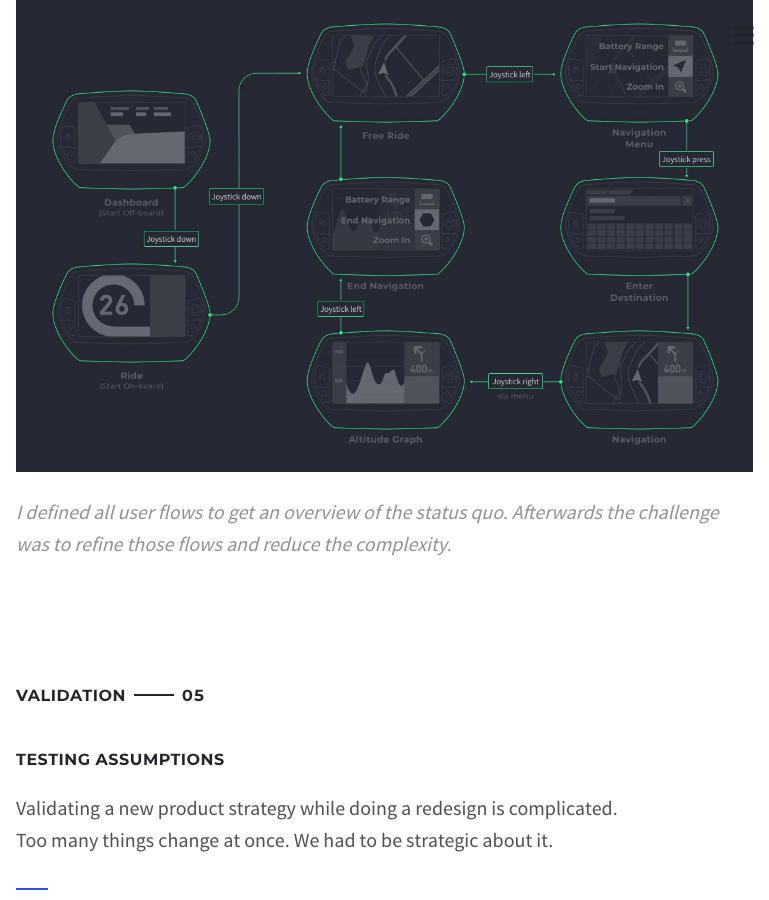 Battery Range
Start Navigation
Zoom In
Joystick left
Free Ride
Navigation
Menu
Joystick press
Dashboard
(Start Off-board)
Joystick down
Joystick down
Battery Range
End Navigation
Zoom In
End Navigation
Enter
Destination
26
Joystick left
Ride
(Start On-board)
400m
Altitude Graph
Joystick right
via menu
400m
Navigation
I defined all user flows to get an overview of the status quo. Afterwards the challenge
was to refine those flows and reduce the complexity.
VALIDATION 05
TESTING ASSUMPTIONS
Validating a new product strategy while doing a redesign is complicated.
Too many things change at once. We had to be strategic about it.